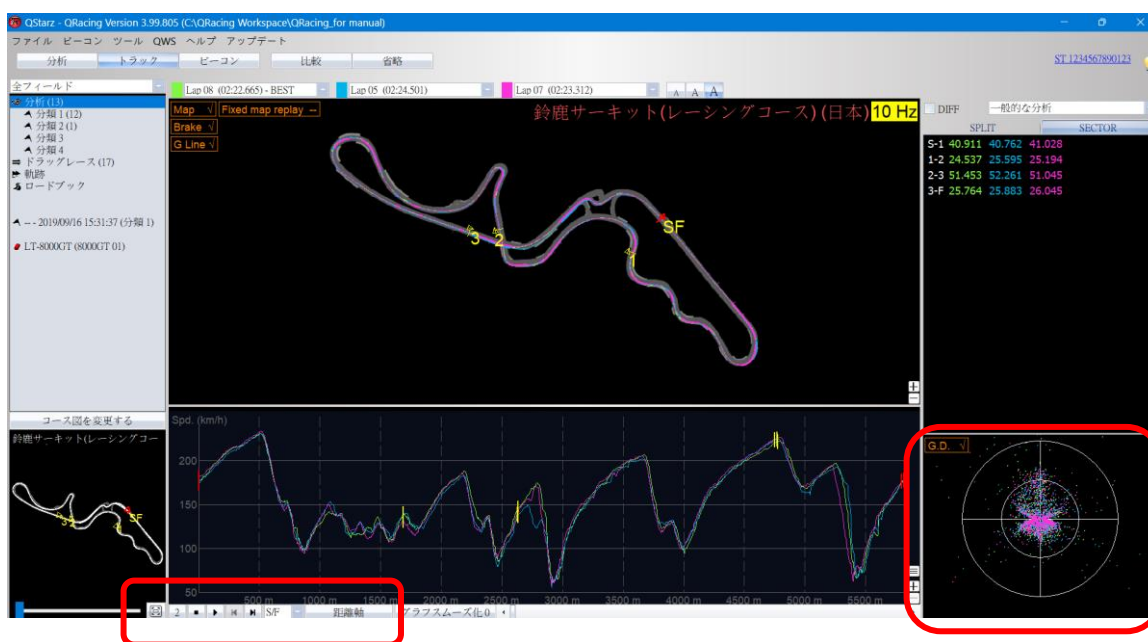 QStarz - QRacing Version 3.99.805 (C:\QRacing Workspace\QRacing_for manual)
ファイル ビーコン ツール QWS ヘルプ アップデート
分析 トラック ビーコン 比較 省略
ST 1234567890123
全フィールド
Lap 08 (02:22.665) - BEST
Lap 05 (02:24.501)
Lap 07 (02:23.312)
A A A
分析 (13)
分類 1 (12)
分類 2 (1)
分類 3
分類 4
ドラッグレース (17)
軌跡
ロードブック
--- 2019/09/16 15:31:37 (分類 1)
LT-8000GT (8000GT 01)
Map √ Fixed map replay --
Brake √
G Line √
鈴鹿サーキット(レーシングコース) (日本) 10 Hz
SF
3 2
1
DIFF 一般的な分析
SPLIT SECTOR
S-1 40.911 40.762 41.028
1-2 24.537 25.595 25.194
2-3 51.453 52.261 51.045
3-F 25.764 25.883 26.045
コース図を変更する
鈴鹿サーキット(レーシングコー
SF
Spd. (km/h)
200
150
100
50
500 m 1000 m 1500 m 2000 m 2500 m 3000 m 3500 m 4000 m 4500 m 5000 m 5500 m
G.D. √
2 S/F 距離軸 グラフスムーズ化 0